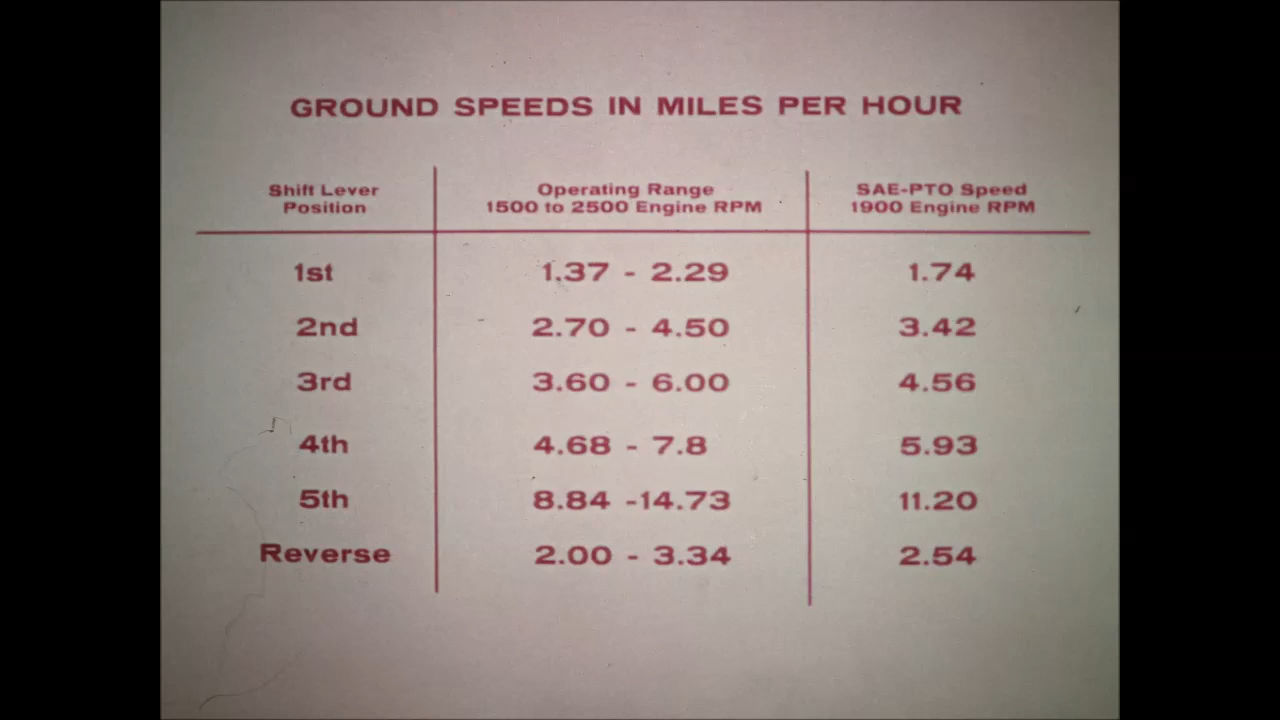 GROUND SPEEDS IN MILES PER HOUR
Shift Lever Position Operating Range 1500 to 2500 Engine RPM SAE-PTO Speed 1900 Engine RPM
1st 1.37 - 2.29 1.74
2nd 2.70 - 4.50 3.42
3rd 3.60 - 6.00 4.56
4th 4.68 - 7.8 5.93
5th 8.84 -14.73 11.20
Reverse 2.00 - 3.34 2.54